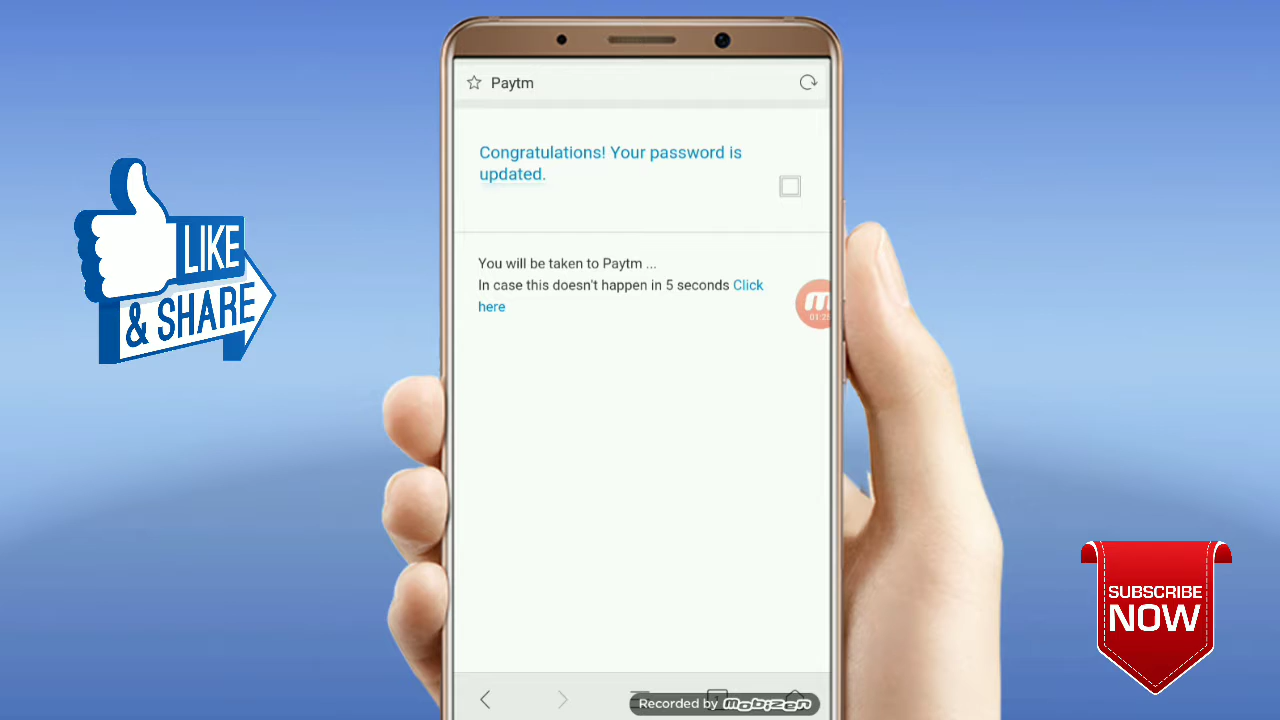 Paytm
Congratulations! Your password is
updated.
You will be taken to Paytm ...
In case this doesn't happen in 5 seconds Click
here
LIKE
& SHARE
SUBSCRIBE
NOW
Recorded by mobizen